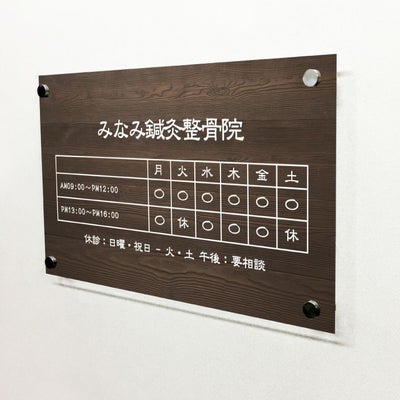 みなみ鍼灸整骨院
月 火 水 木 金 土
AM09:00～PM12:00 ○ ○ ○ ○ ○ ○
PM13:00～PM16:00 ○ 休 ○ ○ ○ 休
休診：日曜・祝日 － 火・土 午後：要相談